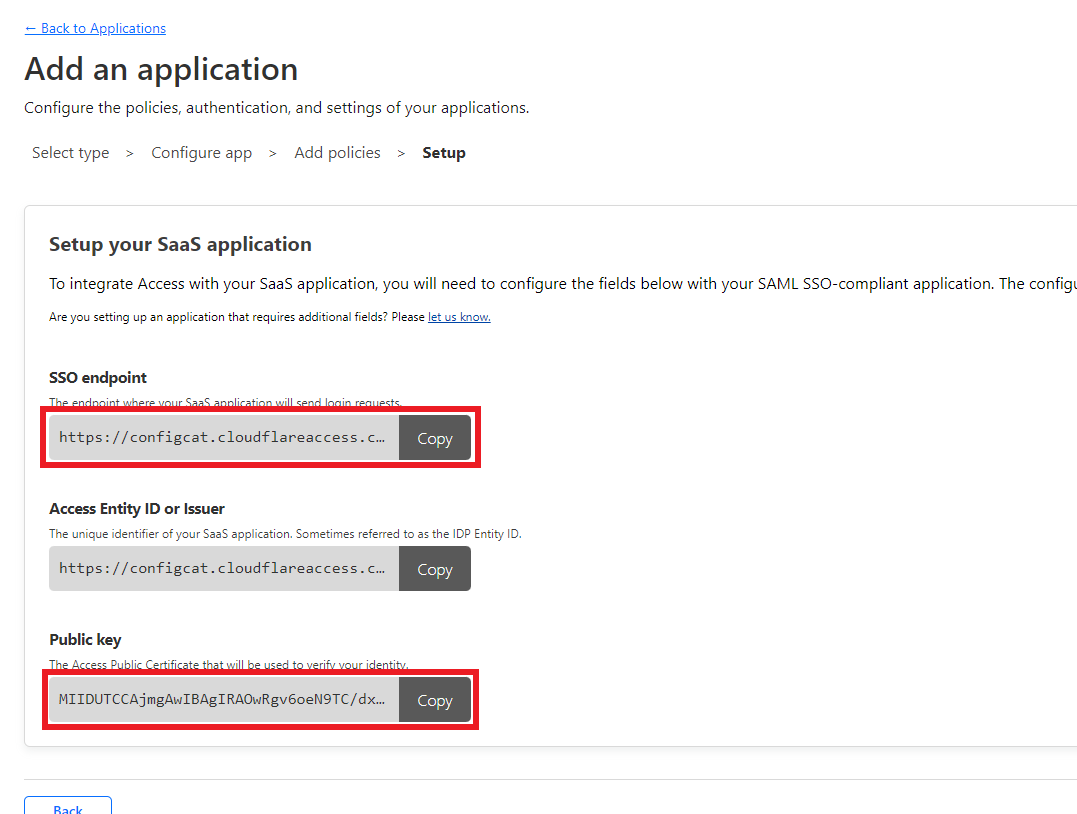 ← Back to Applications
Add an application
Configure the policies, authentication, and settings of your applications.
Select type > Configure app > Add policies > Setup
Setup your SaaS application
To integrate Access with your SaaS application, you will need to configure the fields below with your SAML SSO-compliant application. The configu
Are you setting up an application that requires additional fields? Please let us know.
SSO endpoint
The endpoint where your SaaS application will send login requests.
https://configcat.cloudflareaccess.c… Copy
Access Entity ID or Issuer
The unique identifier of your SaaS application. Sometimes referred to as the IDP Entity ID.
https://configcat.cloudflareaccess.c… Copy
Public key
The Access Public Certificate that will be used to verify your identity.
MIIDUTCCAjmgAwIBAgIRAOwRgv6oeN9TC/dx… Copy
Back